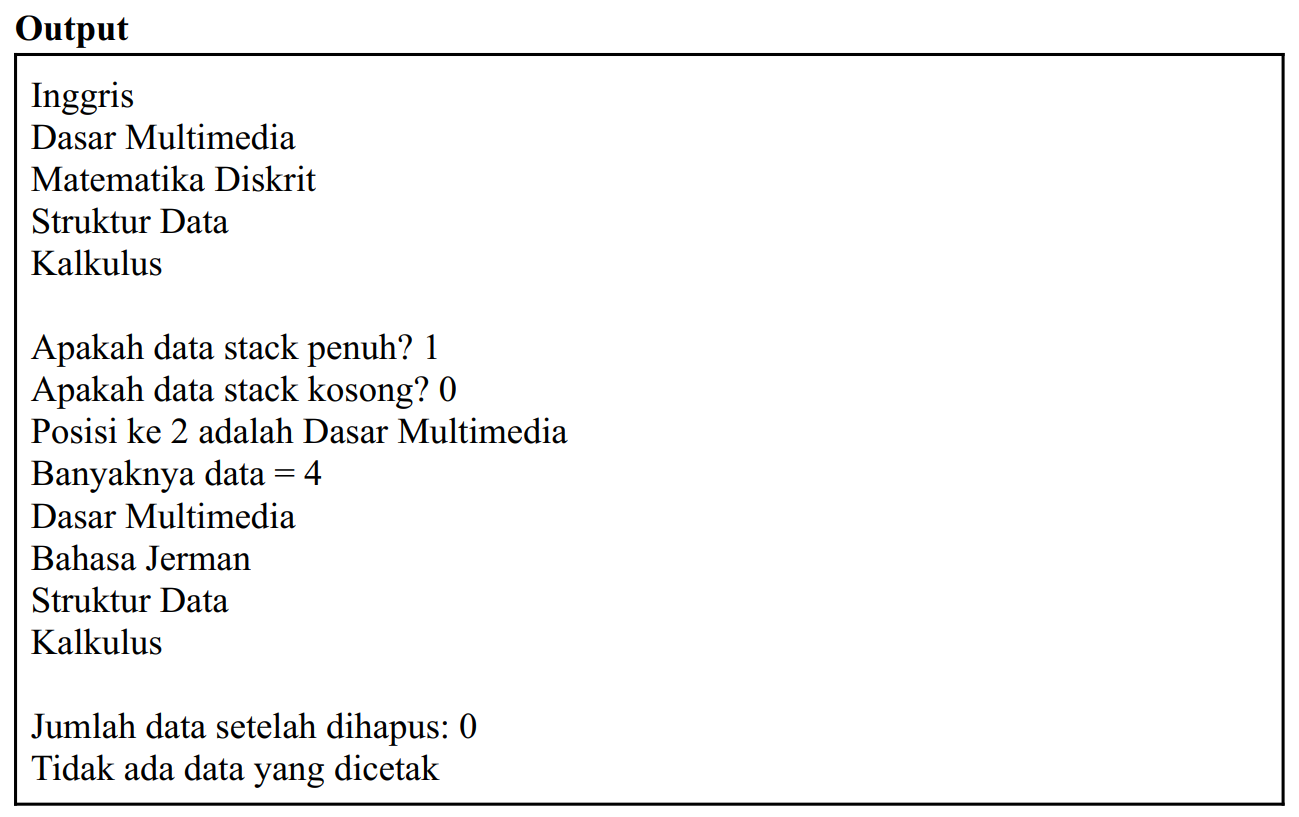 Output
Inggris
Dasar Multimedia
Matematika Diskrit
Struktur Data
Kalkulus
Apakah data stack penuh? 1
Apakah data stack kosong? 0
Posisi ke 2 adalah Dasar Multimedia
Banyaknya data = 4
Dasar Multimedia
Bahasa Jerman
Struktur Data
Kalkulus
Jumlah data setelah dihapus: 0
Tidak ada data yang dicetak